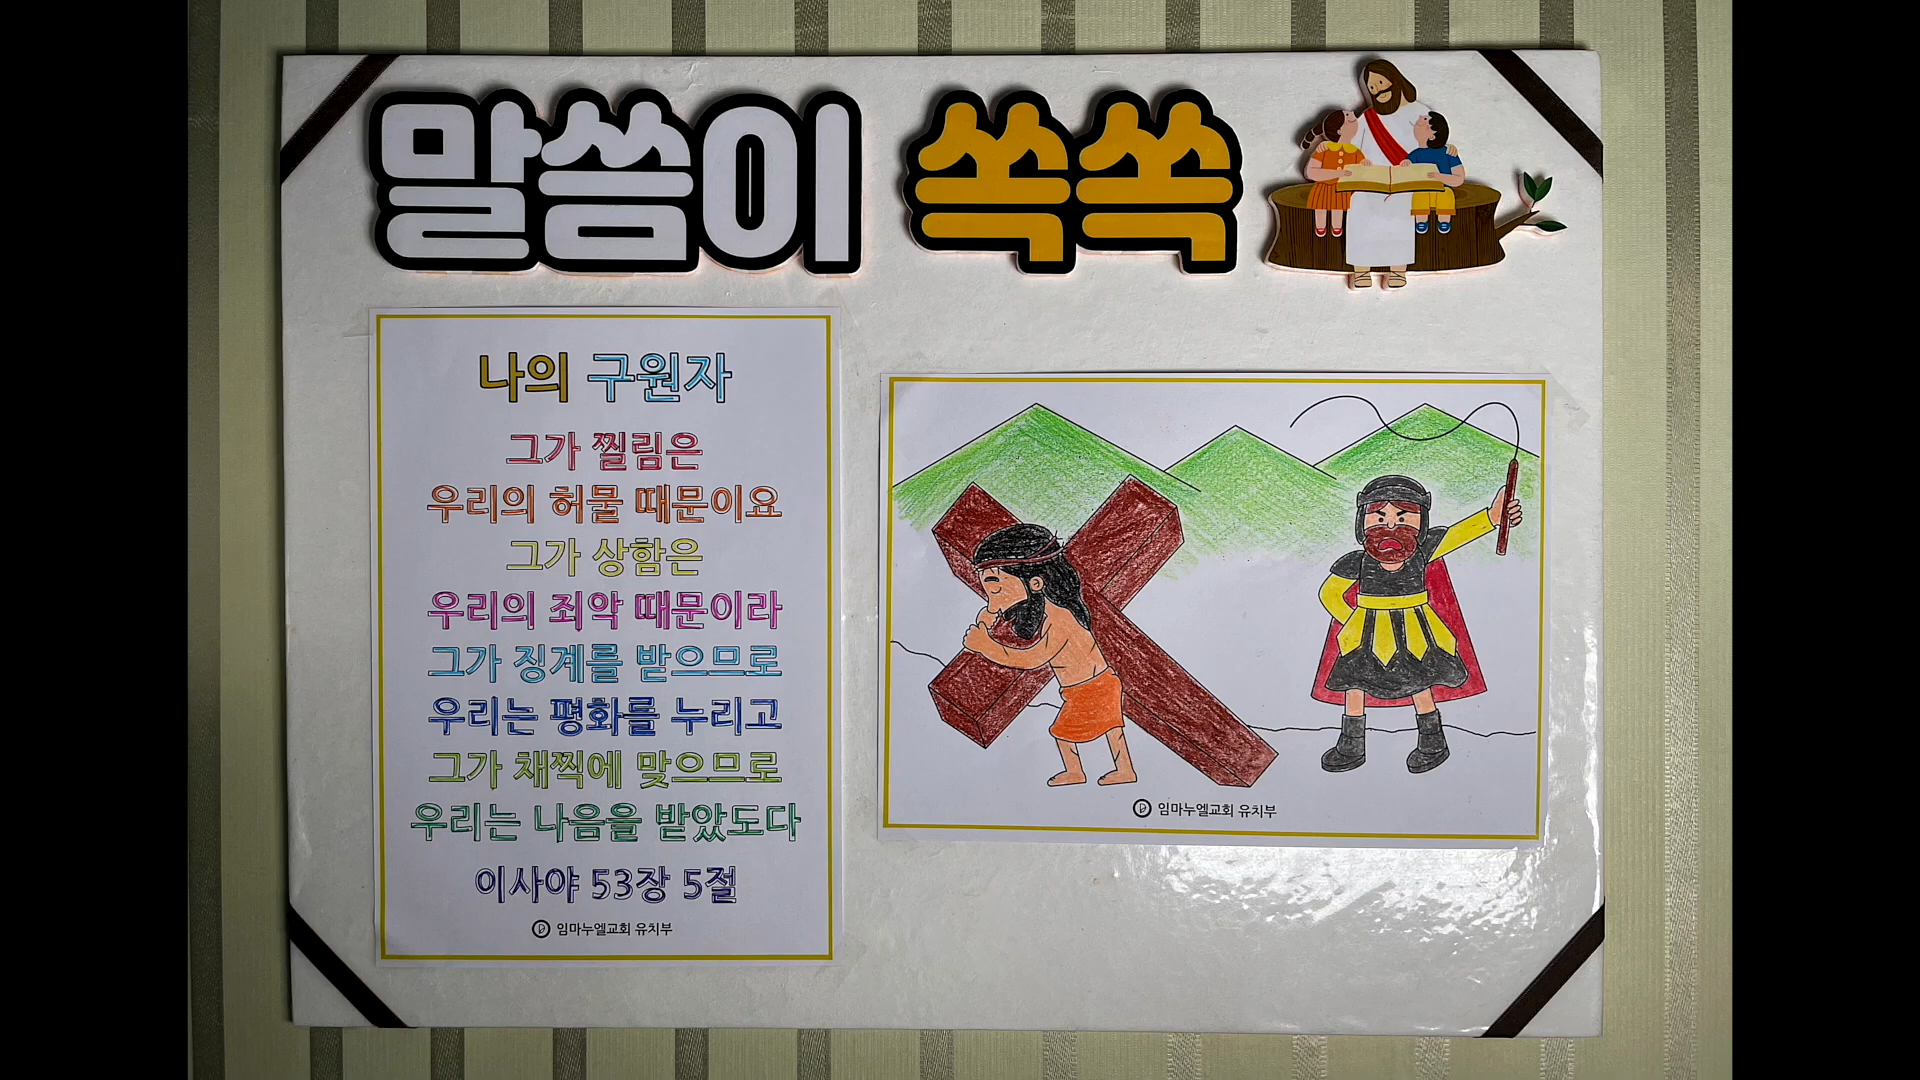 말씀이 쏙쏙
나의 구원자
그가 찔림은
우리의 허물 때문이요
그가 상함은
우리의 죄악 때문이라
그가 징계를 받으므로
우리는 평화를 누리고
그가 채찍에 맞으므로
우리는 나음을 받았도다
이사야 53장 5절
임마누엘교회 유치부
임마누엘교회 유치부